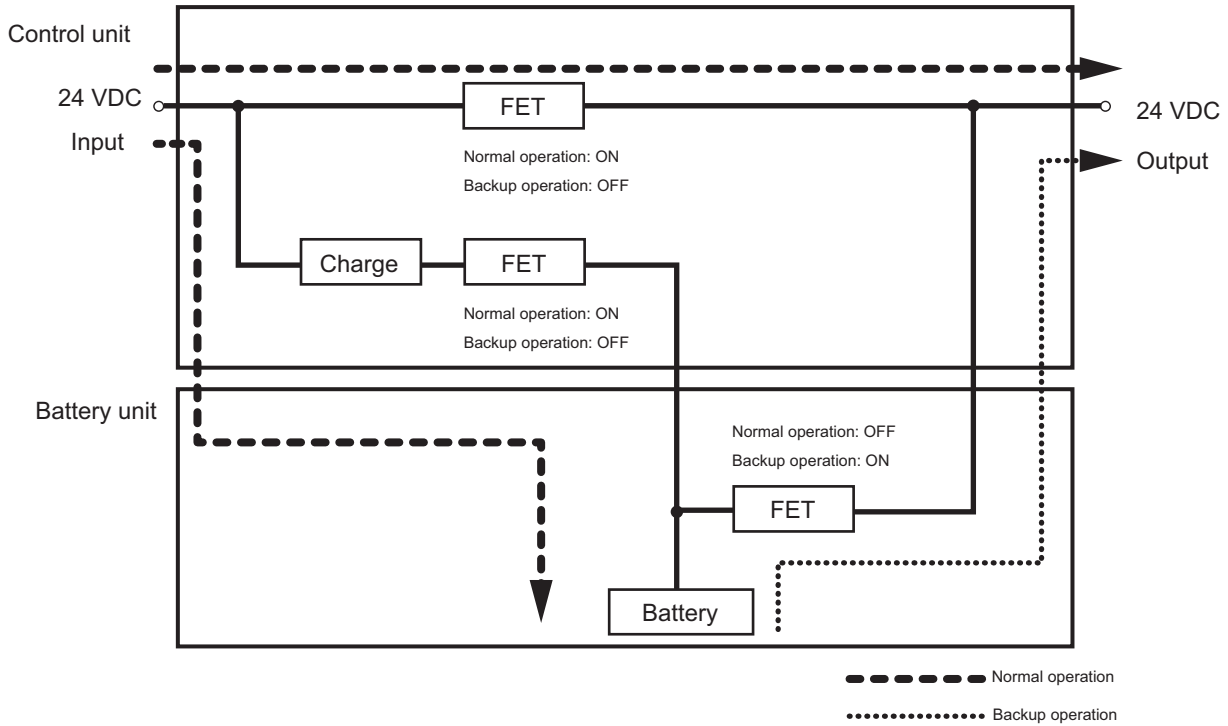 Control unit
24 VDC
Input
FET
Normal operation: ON
Backup operation: OFF
24 VDC
Output
Charge
FET
Normal operation: ON
Backup operation: OFF
Battery unit
Normal operation: OFF
Backup operation: ON
FET
Battery
Normal operation
Backup operation